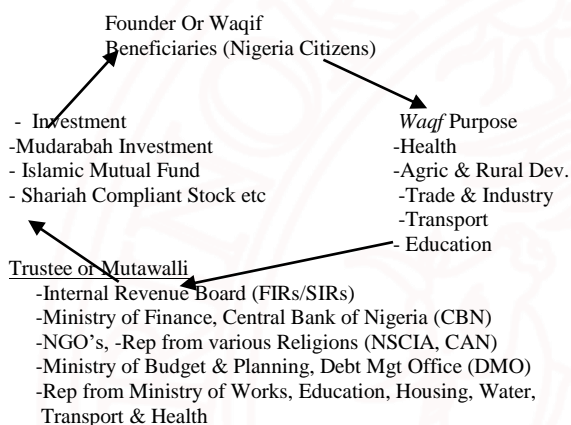 Founder Or Waqif
Beneficiaries (Nigeria Citizens)
- Investment
-Mudarabah Investment
- Islamic Mutual Fund
- Shariah Compliant Stock etc
Waqf Purpose
-Health
-Agric & Rural Dev.
-Trade & Industry
-Transport
- Education
Trustee or Mutawalli
-Internal Revenue Board (FIRs/SIRs)
-Ministry of Finance, Central Bank of Nigeria (CBN)
-NGO's, -Rep from various Religions (NSCIA, CAN)
-Ministry of Budget & Planning, Debt Mgt Office (DMO)
-Rep from Ministry of Works, Education, Housing, Water,
Transport & Health